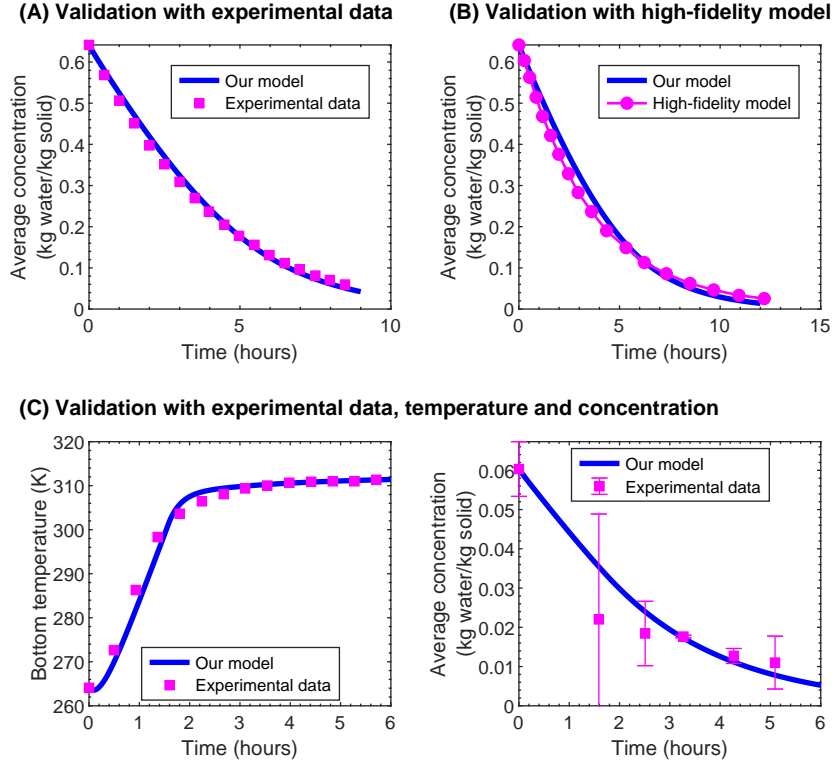 (A) Validation with experimental data
0.6
0.5
0.4
0.3
0.2
0.1
0
Average concentration
(kg water/kg solid)
Our model
Experimental data
0
5
10
Time (hours)
(B) Validation with high-fidelity model
0.6
0.5
0.4
0.3
0.2
0.1
0
Average concentration
(kg water/kg solid)
Our model
High-fidelity model
0
5
10
15
Time (hours)
(C) Validation with experimental data, temperature and concentration
320
310
300
290
280
270
260
Bottom temperature (K)
Our model
Experimental data
0
1
2
3
4
5
6
Time (hours)
0.06
0.05
0.04
0.03
0.02
0.01
0
Average concentration
(kg water/kg solid)
Our model
Experimental data
0
1
2
3
4
5
6
Time (hours)